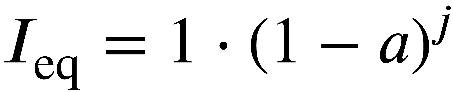 I_eq = 1 · (1 − a)^j